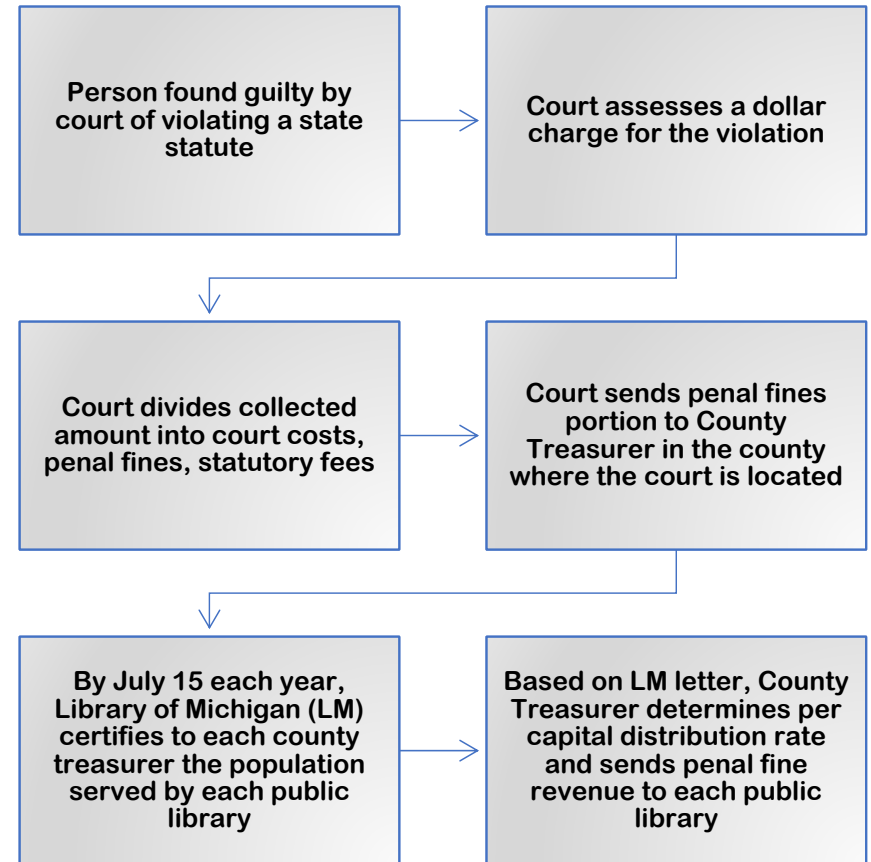 Person found guilty by
court of violating a state
statute
Court assesses a dollar
charge for the violation
Court divides collected
amount into court costs,
penal fines, statutory fees
Court sends penal fines
portion to County
Treasurer in the county
where the court is located
By July 15 each year,
Library of Michigan (LM)
certifies to each county
treasurer the population
served by each public
library
Based on LM letter, County
Treasurer determines per
capital distribution rate
and sends penal fine
revenue to each public
library